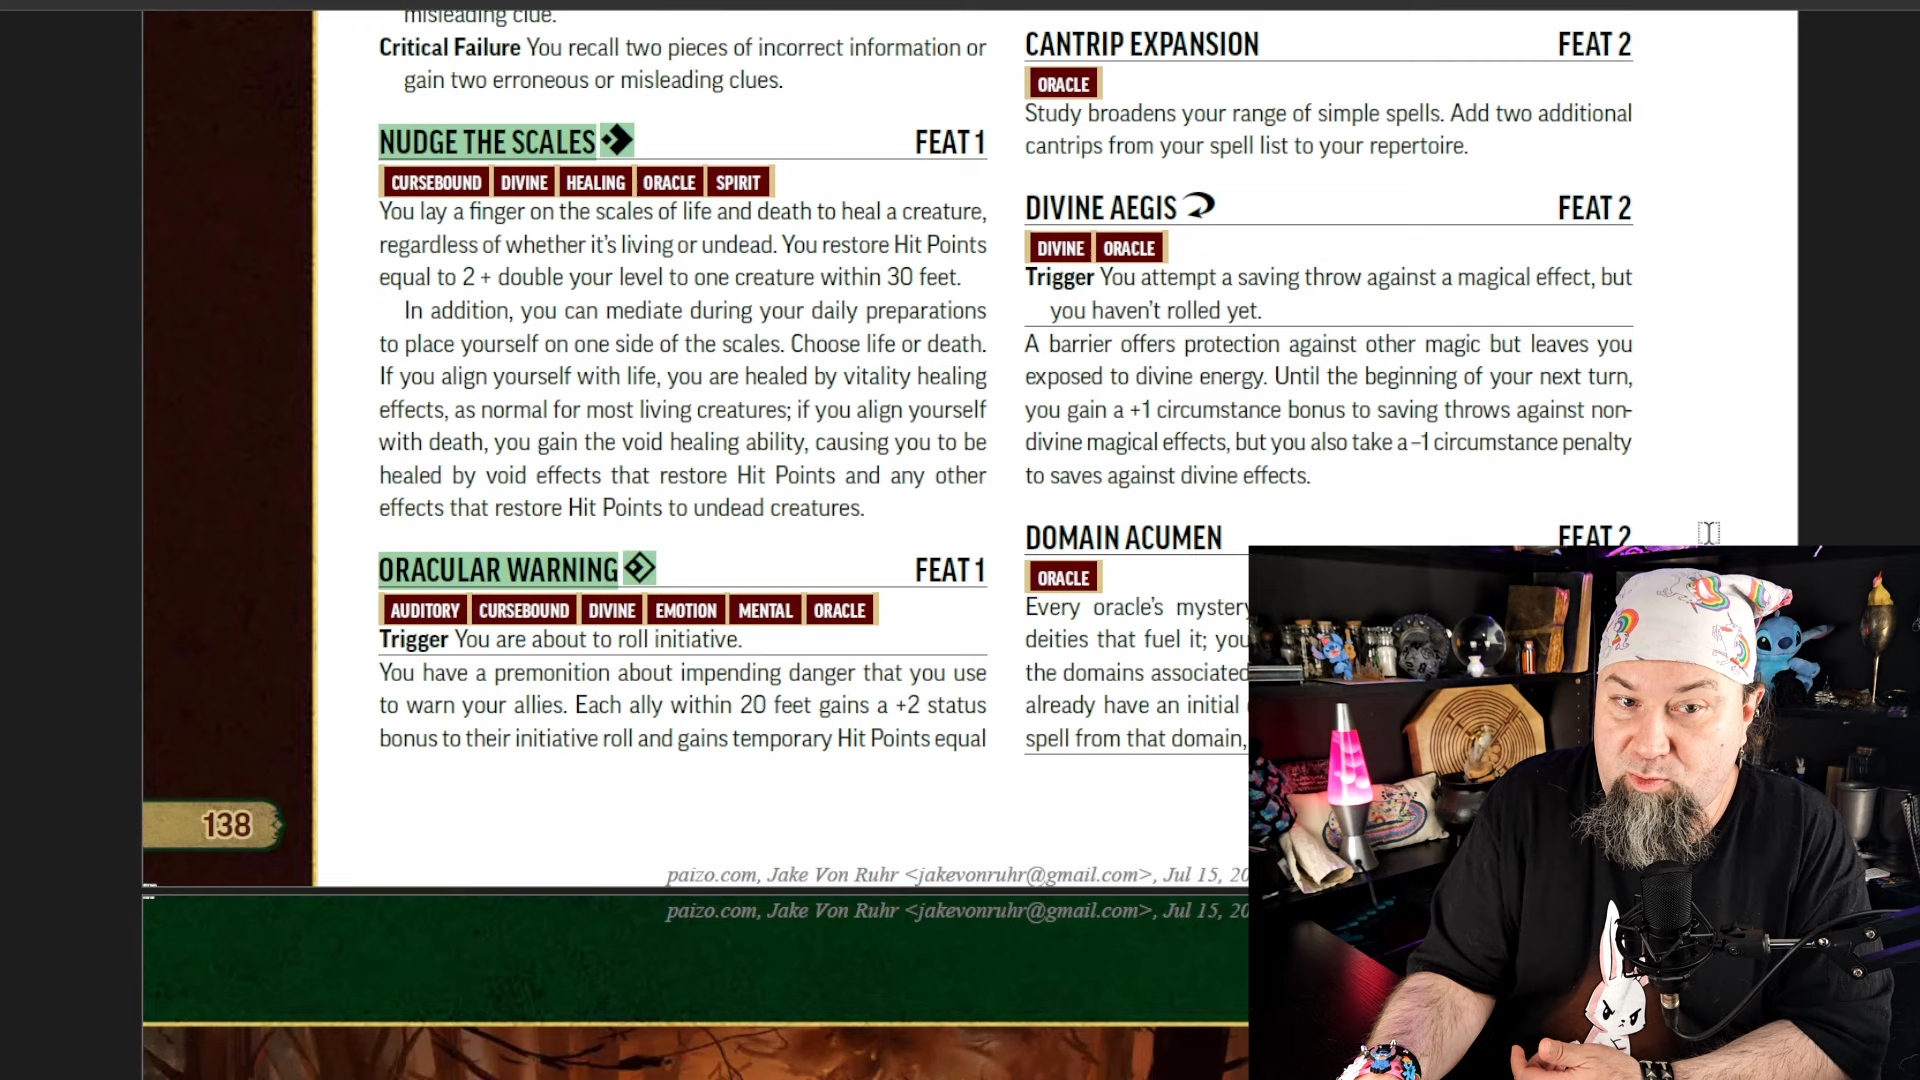 misleading clue.
Critical Failure You recall two pieces of incorrect information or
gain two erroneous or misleading clues.
NUDGE THE SCALES FEAT 1
CURSEBOUND DIVINE HEALING ORACLE SPIRIT
You lay a finger on the scales of life and death to heal a creature,
regardless of whether it's living or undead. You restore Hit Points
equal to 2 + double your level to one creature within 30 feet.
In addition, you can mediate during your daily preparations
to place yourself on one side of the scales. Choose life or death.
If you align yourself with life, you are healed by vitality healing
effects, as normal for most living creatures; if you align yourself
with death, you gain the void healing ability, causing you to be
healed by void effects that restore Hit Points and any other
effects that restore Hit Points to undead creatures.
ORACULAR WARNING FEAT 1
AUDITORY CURSEBOUND DIVINE EMOTION MENTAL ORACLE
Trigger You are about to roll initiative.
You have a premonition about impending danger that you use
to warn your allies. Each ally within 20 feet gains a +2 status
bonus to their initiative roll and gains temporary Hit Points equal
CANTRIP EXPANSION FEAT 2
ORACLE
Study broadens your range of simple spells. Add two additional
cantrips from your spell list to your repertoire.
DIVINE AEGIS FEAT 2
DIVINE ORACLE
Trigger You attempt a saving throw against a magical effect, but
you haven't rolled yet.
A barrier offers protection against other magic but leaves you
exposed to divine energy. Until the beginning of your next turn,
you gain a +1 circumstance bonus to saving throws against non-
divine magical effects, but you also take a –1 circumstance penalty
to saves against divine effects.
DOMAIN ACUMEN FEAT 2
ORACLE
Every oracle's mystery
deities that fuel it; you
the domains associated
already have an initial
spell from that domain,
138
paizo.com, Jake Von Ruhr <jakevonruhr@gmail.com>, Jul 15, 20
paizo.com, Jake Von Ruhr <jakevonruhr@gmail.com>, Jul 15, 20